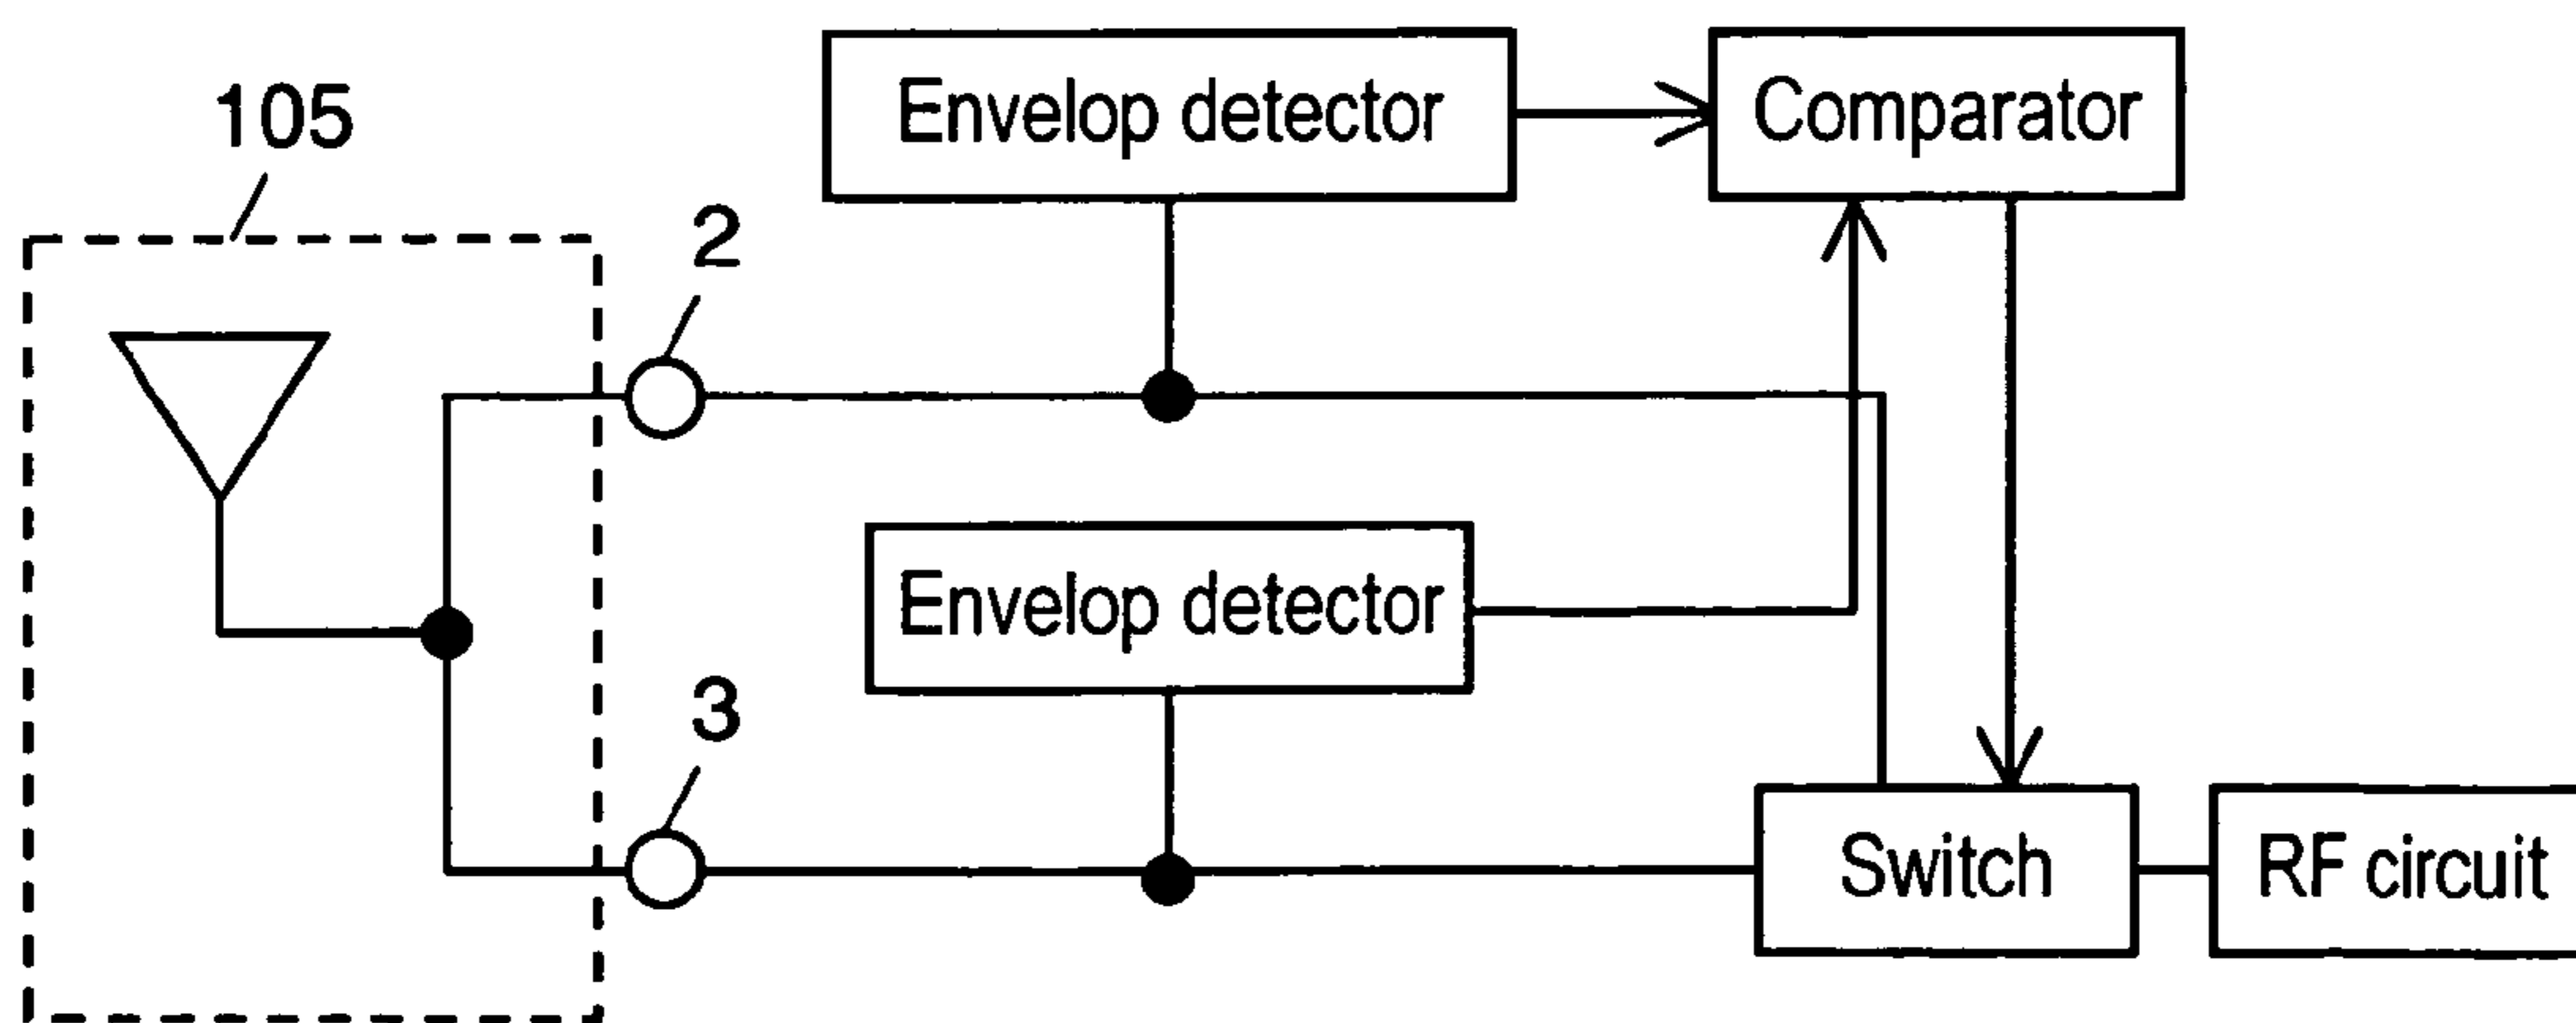 105
Envelop detector
Comparator
2
Envelop detector
3
Switch
RF circuit